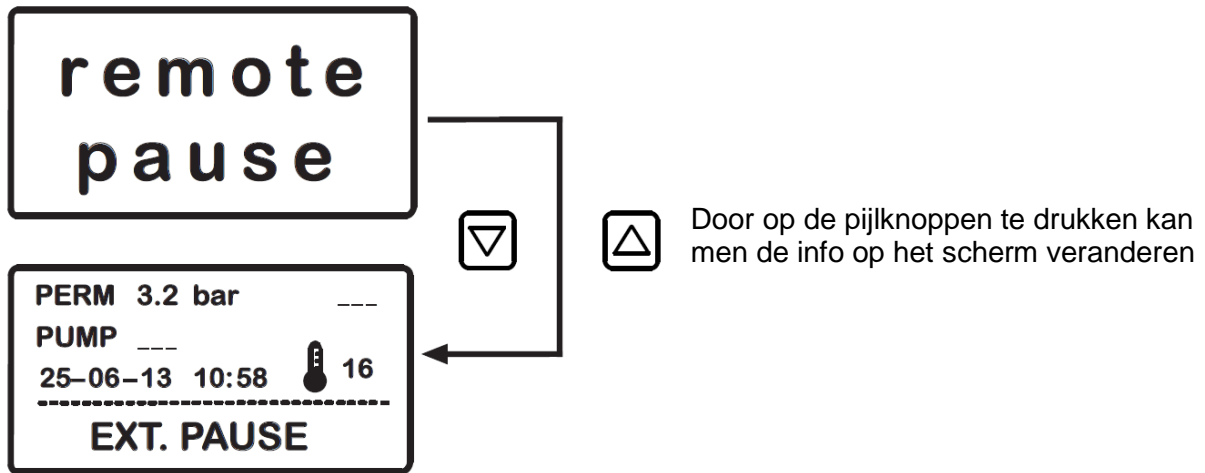 remote
pause
Door op de pijlknoppen te drukken kan
men de info op het scherm veranderen
PERM 3.2 bar ___
PUMP ___
25-06-13 10:58 16
EXT. PAUSE